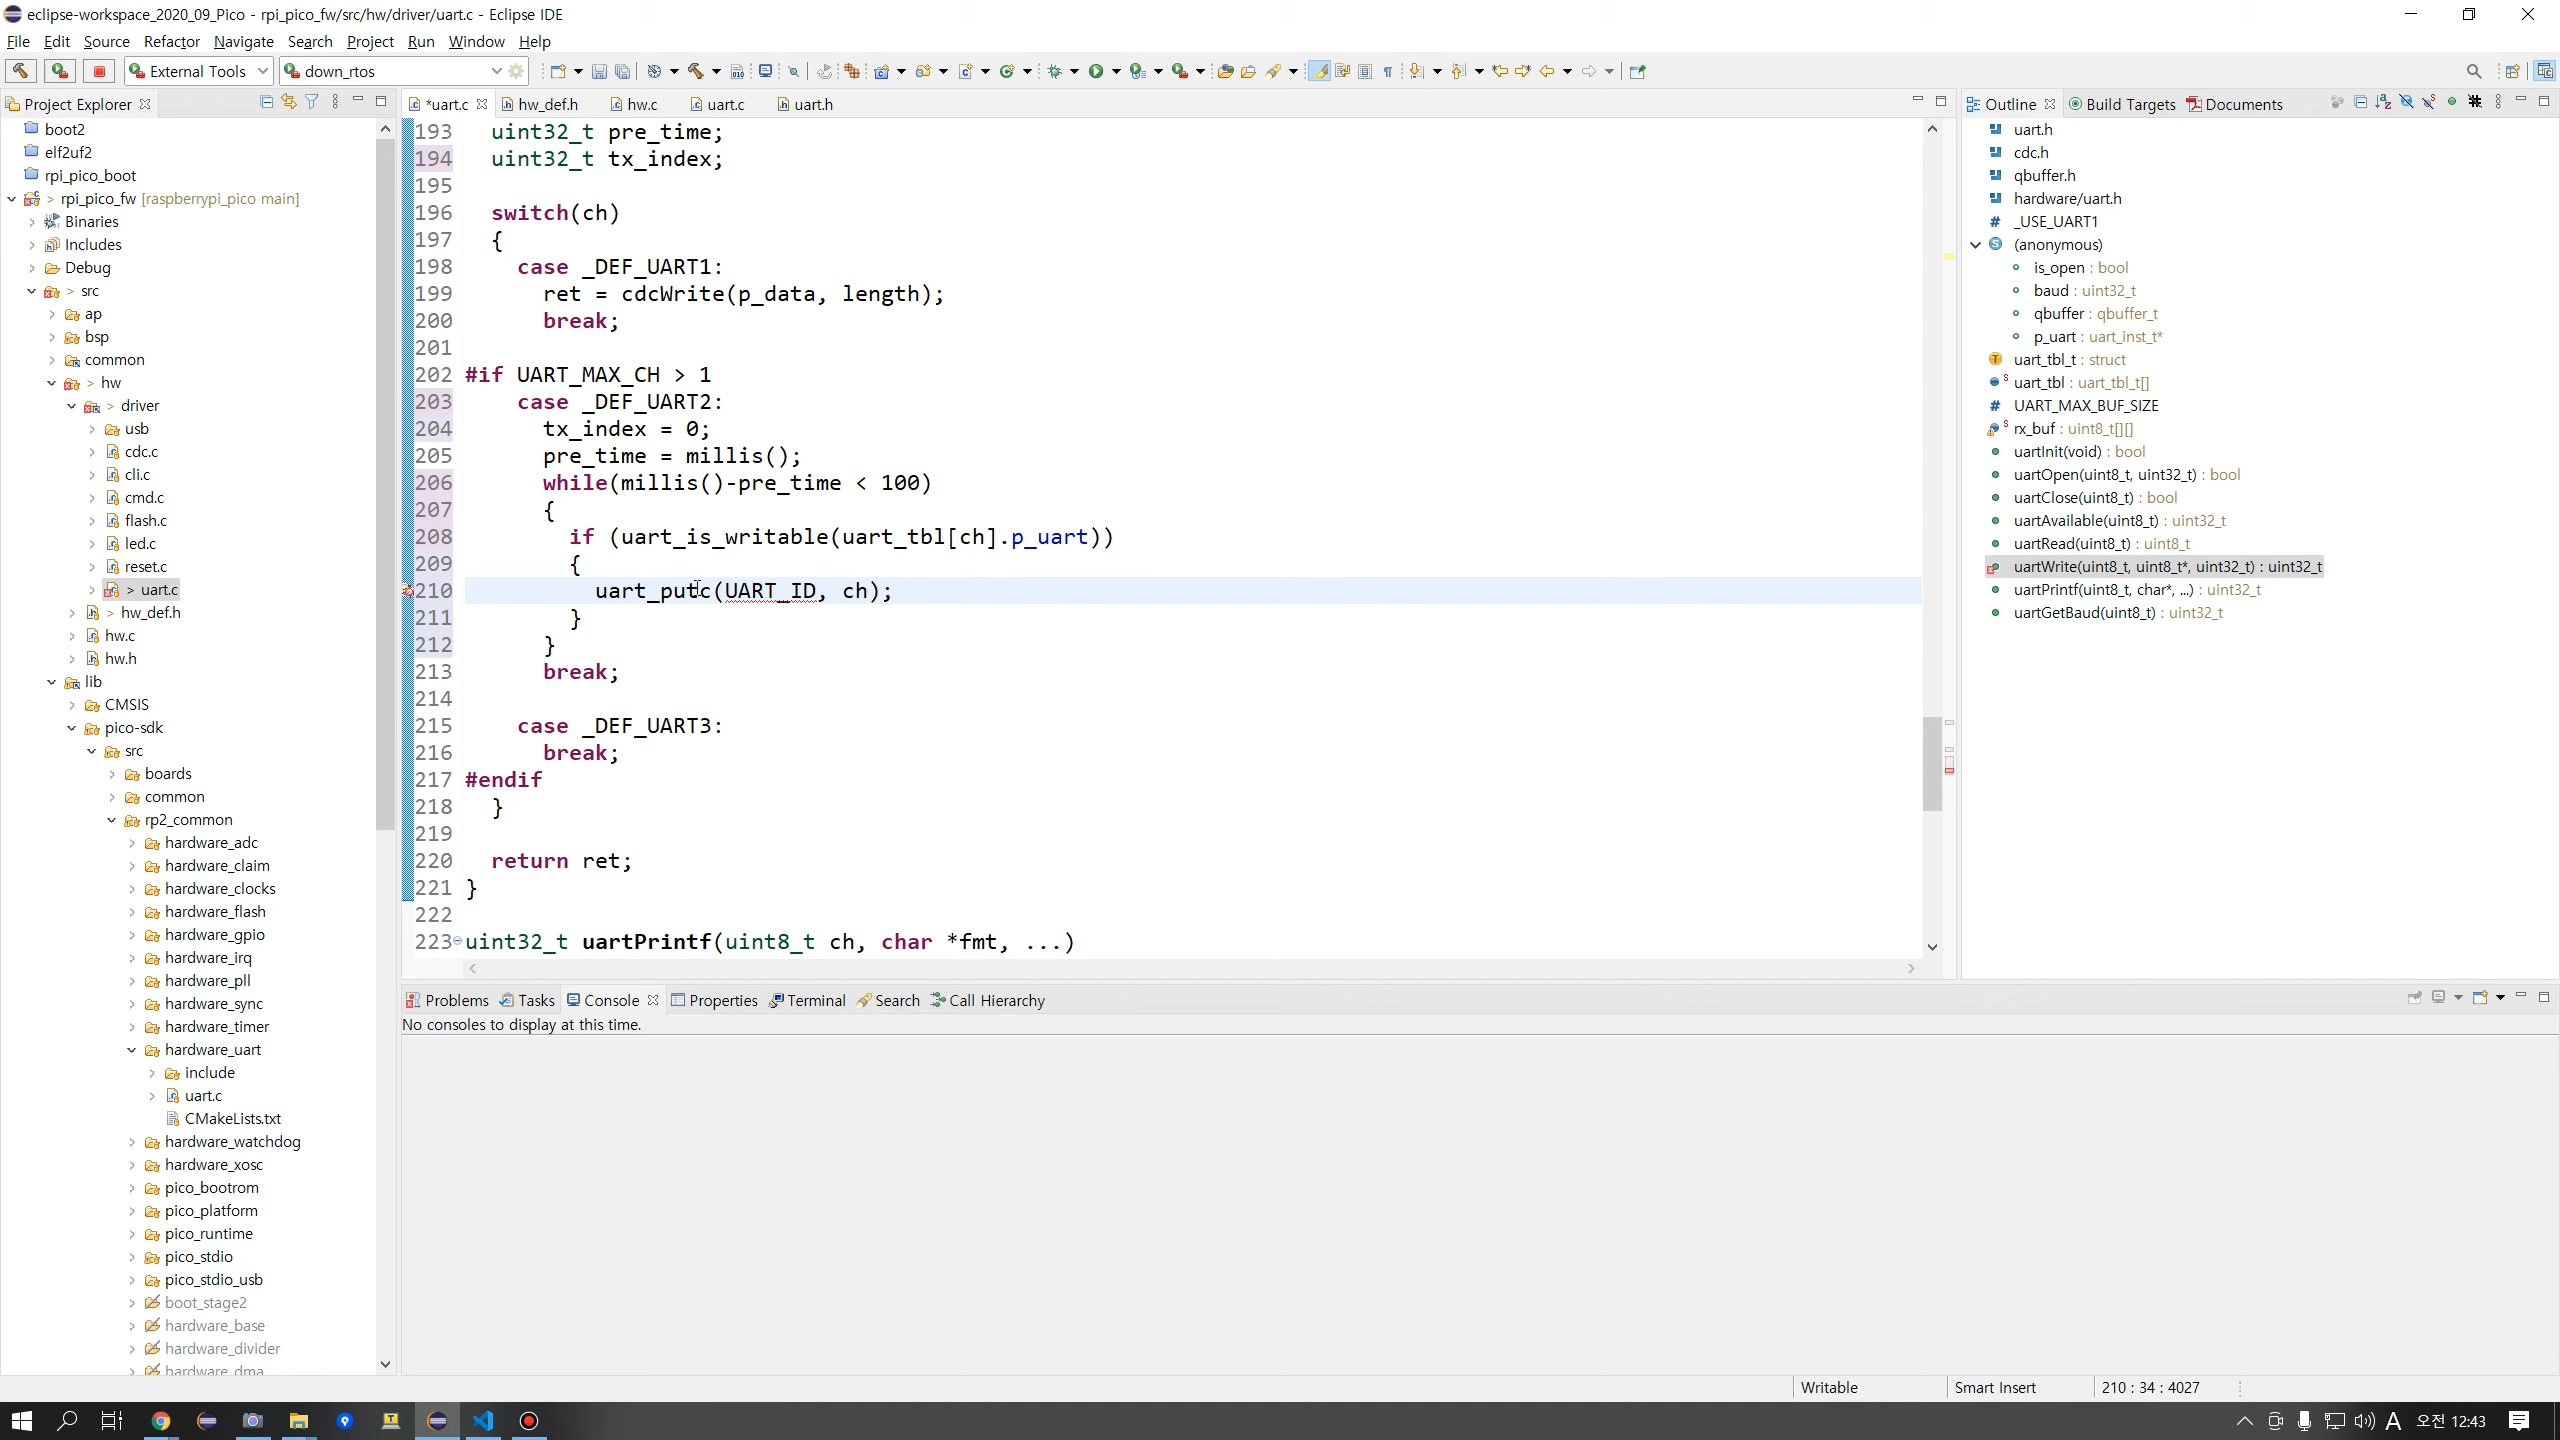 eclipse-workspace_2020_09_Pico - rpi_pico_fw/src/hw/driver/uart.c - Eclipse IDE
File Edit Source Refactor Navigate Search Project Run Window Help
External Tools down_rtos
Project Explorer
boot2
elf2uf2
rpi_pico_boot
> rpi_pico_fw [raspberrypi_pico main]
Binaries
Includes
Debug
> src
ap
bsp
common
> hw
> driver
usb
cdc.c
cli.c
cmd.c
flash.c
led.c
reset.c
> uart.c
> hw_def.h
hw.c
hw.h
lib
CMSIS
pico-sdk
src
boards
common
rp2_common
hardware_adc
hardware_claim
hardware_clocks
hardware_flash
hardware_gpio
hardware_irq
hardware_pll
hardware_sync
hardware_timer
hardware_uart
include
uart.c
CMakeLists.txt
hardware_watchdog
hardware_xosc
pico_bootrom
pico_platform
pico_runtime
pico_stdio
pico_stdio_usb
boot_stage2
hardware_base
hardware_divider
hardware_dma
*uart.c hw_def.h hw.c uart.c uart.h
193 uint32_t pre_time;
194 uint32_t tx_index;
195
196 switch(ch)
197 {
198 case _DEF_UART1:
199 ret = cdcWrite(p_data, length);
200 break;
201
202 #if UART_MAX_CH > 1
203 case _DEF_UART2:
204 tx_index = 0;
205 pre_time = millis();
206 while(millis()-pre_time < 100)
207 {
208 if (uart_is_writable(uart_tbl[ch].p_uart))
209 {
210 uart_putc(UART_ID, ch);
211 }
212 }
213 break;
214
215 case _DEF_UART3:
216 break;
217 #endif
218 }
219
220 return ret;
221 }
222
223 uint32_t uartPrintf(uint8_t ch, char *fmt, ...)
Outline Build Targets Documents
uart.h
cdc.h
qbuffer.h
hardware/uart.h
_USE_UART1
(anonymous)
is_open : bool
baud : uint32_t
qbuffer : qbuffer_t
p_uart : uart_inst_t*
uart_tbl_t : struct
uart_tbl : uart_tbl_t[]
UART_MAX_BUF_SIZE
rx_buf : uint8_t[][]
uartInit(void) : bool
uartOpen(uint8_t, uint32_t) : bool
uartClose(uint8_t) : bool
uartAvailable(uint8_t) : uint32_t
uartRead(uint8_t) : uint8_t
uartWrite(uint8_t, uint8_t*, uint32_t) : uint32_t
uartPrintf(uint8_t, char*, ...) : uint32_t
uartGetBaud(uint8_t) : uint32_t
Problems Tasks Console Properties Terminal Search Call Hierarchy
No consoles to display at this time.
Writable Smart Insert 210 : 34 : 4027
A 오전 12:43